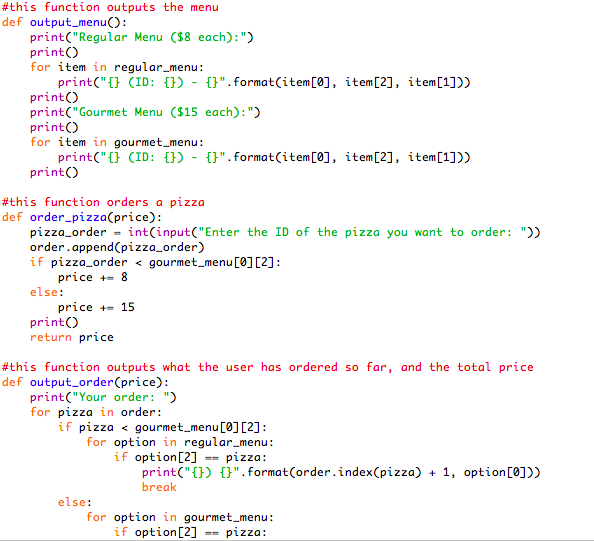 #this function outputs the menu
def output_menu():
    print("Regular Menu ($8 each):")
    print()
    for item in regular_menu:
        print("{} (ID: {}) - {}".format(item[0], item[2], item[1]))
    print()
    print("Gourmet Menu ($15 each):")
    print()
    for item in gourmet_menu:
        print("{} (ID: {}) - {}".format(item[0], item[2], item[1]))
    print()

#this function orders a pizza
def order_pizza(price):
    pizza_order = int(input("Enter the ID of the pizza you want to order: "))
    order.append(pizza_order)
    if pizza_order < gourmet_menu[0][2]:
        price += 8
    else:
        price += 15
    print()
    return price

#this function outputs what the user has ordered so far, and the total price
def output_order(price):
    print("Your order: ")
    for pizza in order:
        if pizza < gourmet_menu[0][2]:
            for option in regular_menu:
                if option[2] == pizza:
                    print("{}) {}".format(order.index(pizza) + 1, option[0]))
                    break
        else:
            for option in gourmet_menu:
                if option[2] == pizza: